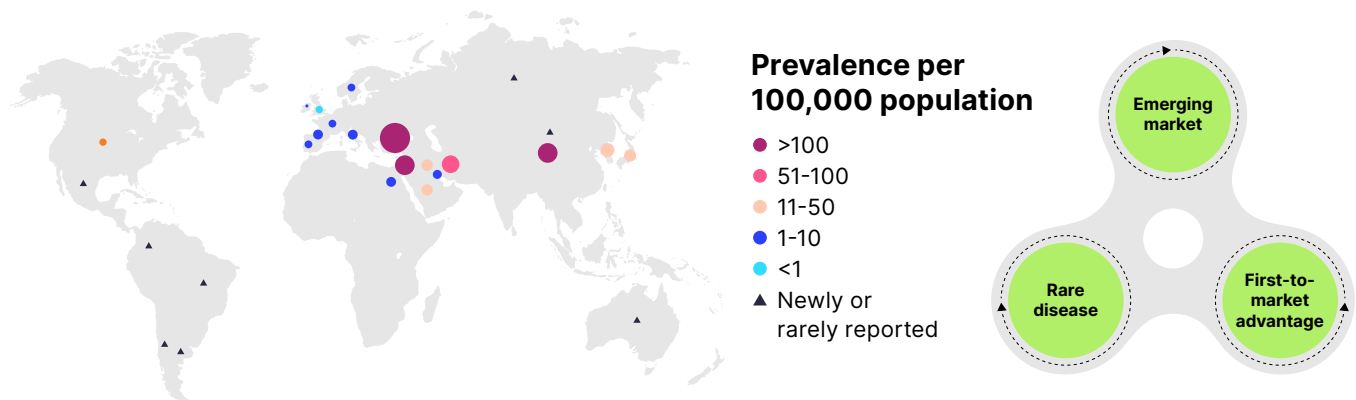 Prevalence per
100,000 population
>100
51-100
11-50
1-10
<1
Newly or
rarely reported
Emerging
market
Rare
disease
First-to-
market
advantage